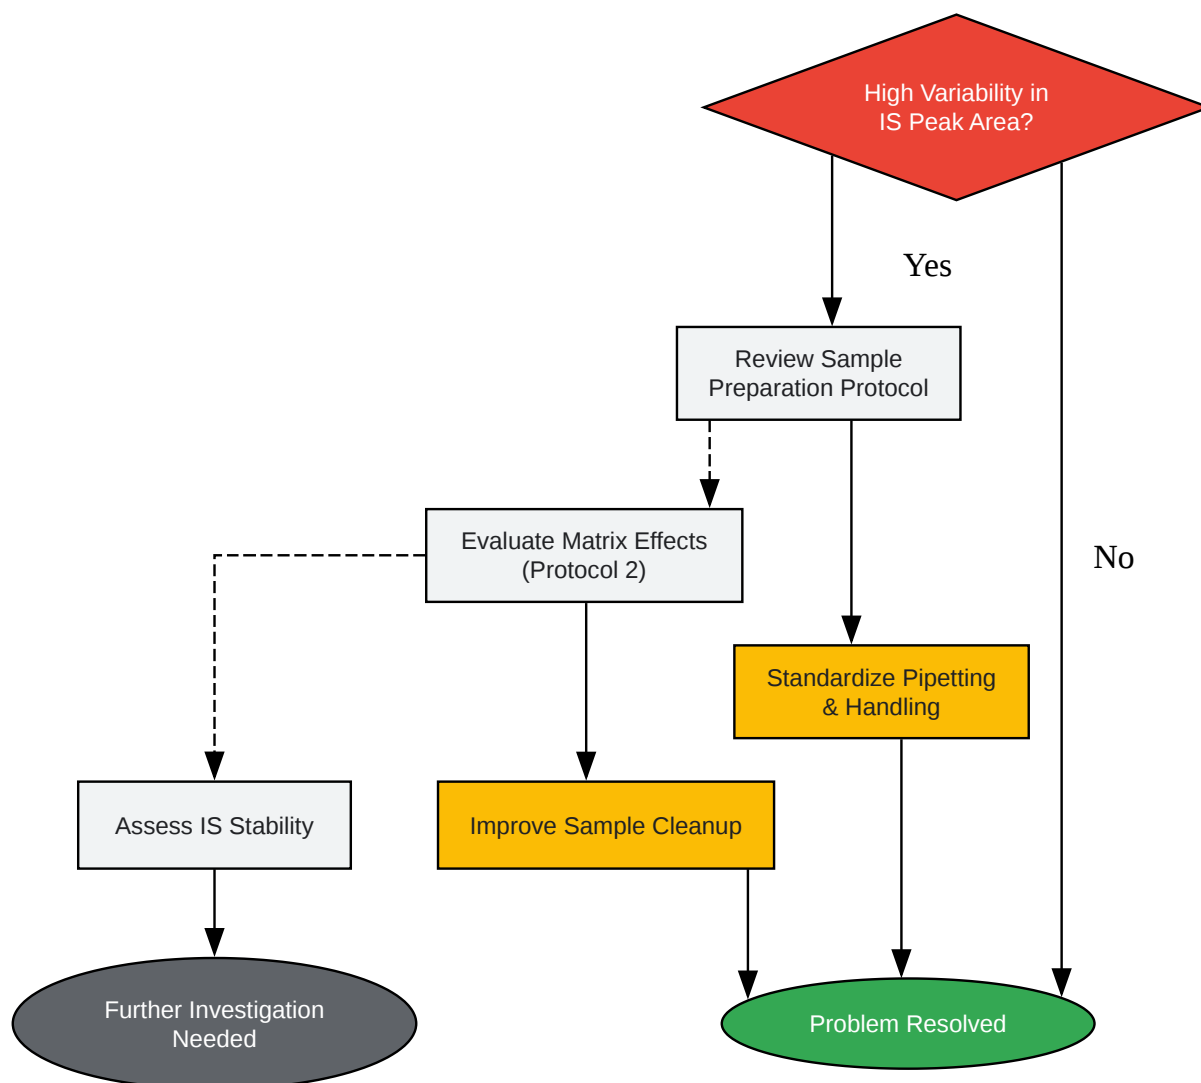 High Variability in
IS Peak Area?
Yes
Review Sample
Preparation Protocol
Evaluate Matrix Effects
(Protocol 2)
No
Standardize Pipetting
& Handling
Assess IS Stability
Improve Sample Cleanup
Further Investigation
Needed
Problem Resolved